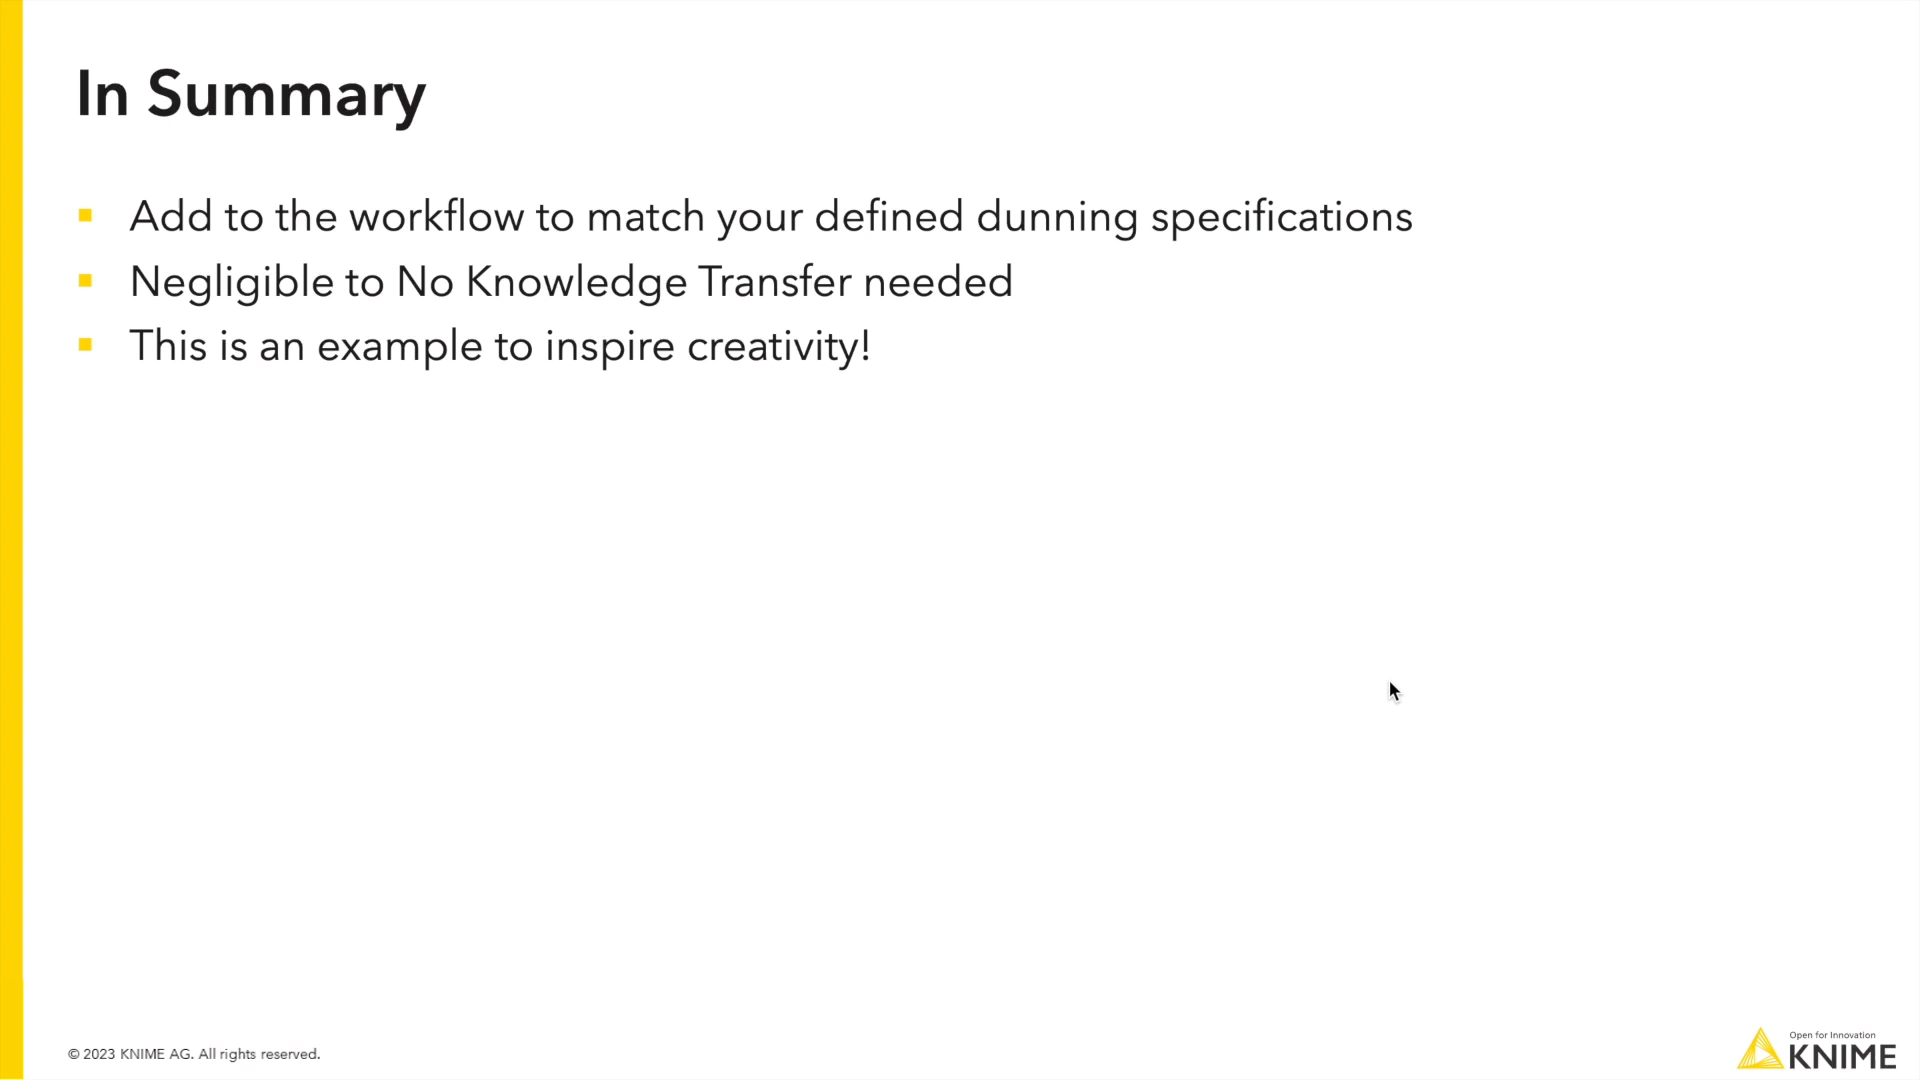 In Summary
Add to the workflow to match your defined dunning specifications
Negligible to No Knowledge Transfer needed
This is an example to inspire creativity!
© 2023 KNIME AG. All rights reserved.
Open for Innovation
KNIME